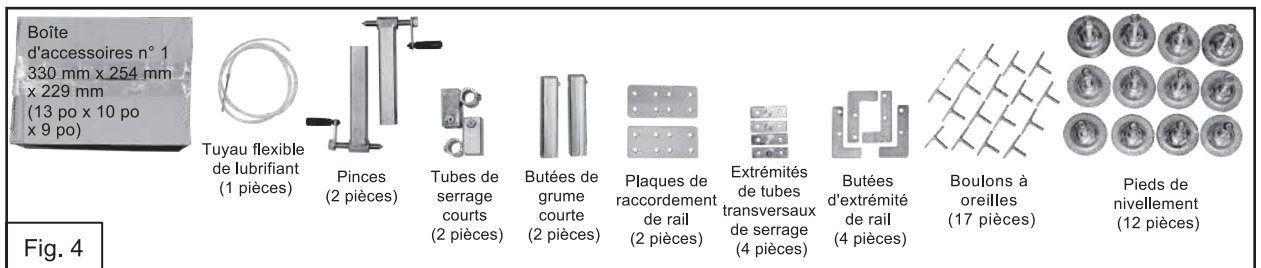 Boîte
d'accessoires n° 1
330 mm x 254 mm
x 229 mm
(13 po x 10 po
x 9 po)
Tuyau flexible
de lubrifiant
(1 pièces)
Pinces
(2 pièces)
Tubes de
serrage
courts
(2 pièces)
Butées de
grume
courte
(2 pièces)
Plaques de
raccordement
de rail
(2 pièces)
Extrémités
de tubes
transversaux
de serrage
(4 pièces)
Butées
d'extrémité
de rail
(4 pièces)
Boulons à
oreilles
(17 pièces)
Pieds de
nivellement
(12 pièces)
Fig. 4